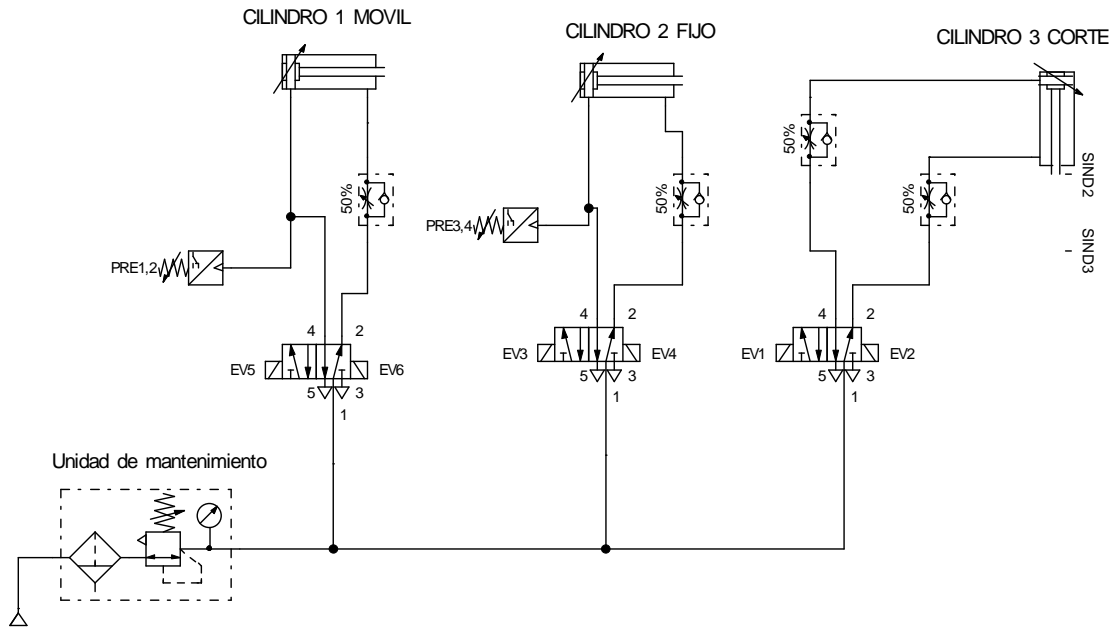 CILINDRO 1 MOVIL
CILINDRO 2 FIJO
CILINDRO 3 CORTE
50%
50%
50%
50%
SIND2
SIND3
PRE1,2
PRE3,4
4 2
EV5 EV6
5 3
1
4 2
EV3 EV4
5 3
1
4 2
EV1 EV2
5 3
1
Unidad de mantenimiento